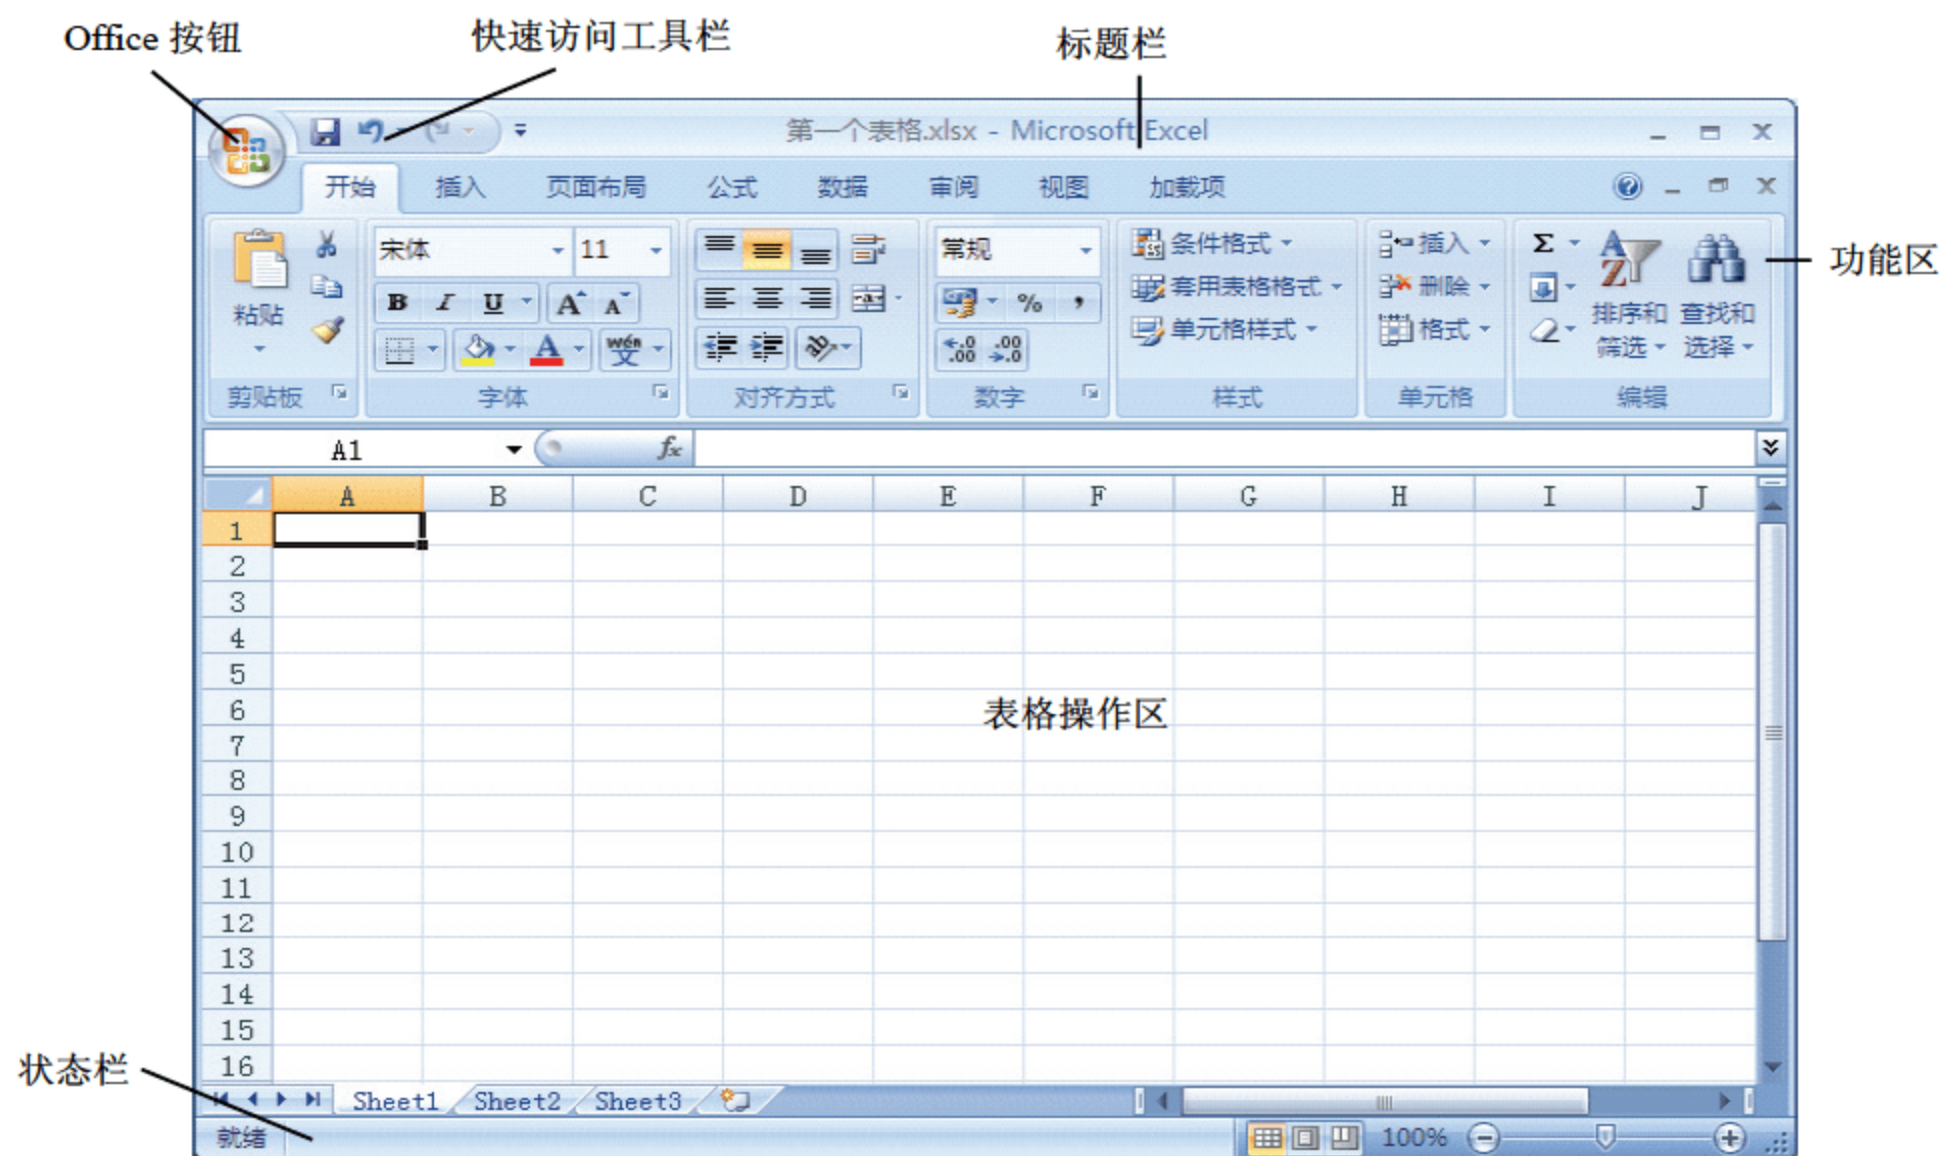 Office 按钮
快速访问工具栏
标题栏
第一个表格.xlsx - Microsoft Excel
开始 插入 页面布局 公式 数据 审阅 视图 加载项
宋体 11 常规 条件格式 插入 Σ
功能区
粘贴 B I U A A % , 套用表格格式 删除 排序和筛选 查找和选择
A wén 文 .0 .00 .00 .0 单元格样式 格式
剪贴板 字体 对齐方式 数字 样式 单元格 编辑
A1 fx
A B C D E F G H I J
1
2
3
4
5
6
表格操作区
7
8
9
10
11
12
13
14
15
16
状态栏
Sheet1 Sheet2 Sheet3
就绪 100%